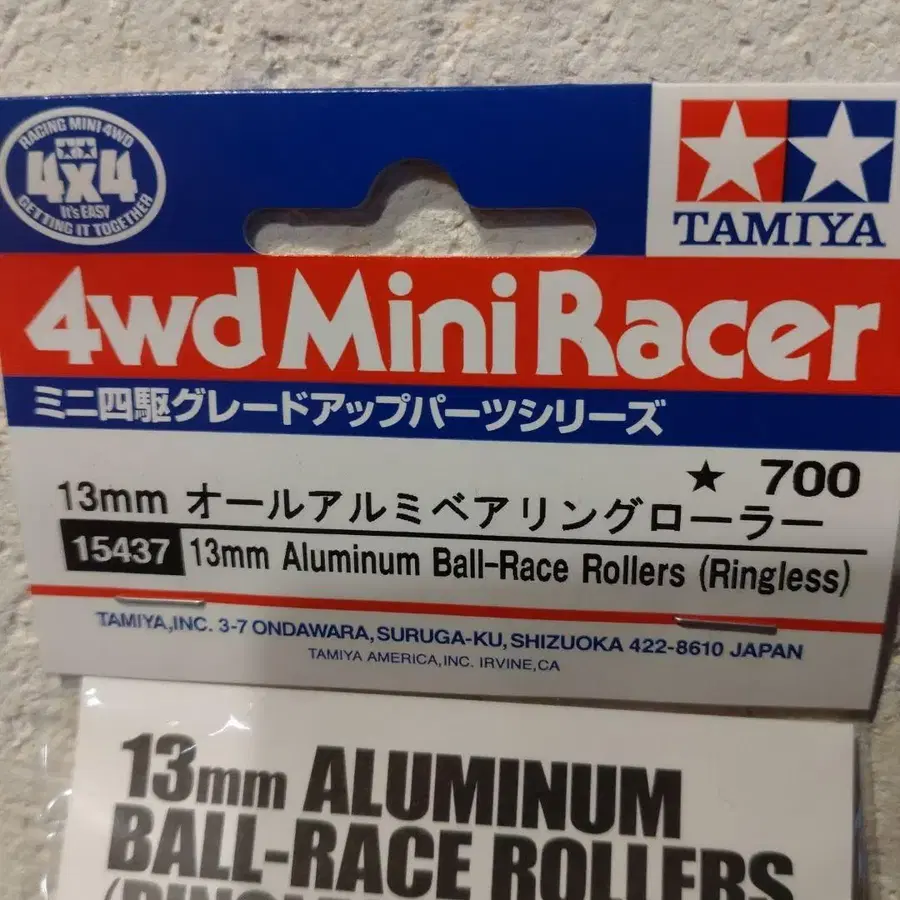 RACING MINI 4WD
4x4
It's EASY
GETTING IT TOGETHER
TAMIYA
4wd Mini Racer
ミニ四駆グレードアップパーツシリーズ
★ 700
13mm オールアルミベアリングローラー
15437 13mm Aluminum Ball-Race Rollers (Ringless)
TAMIYA,INC. 3-7 ONDAWARA, SURUGA-KU, SHIZUOKA 422-8610 JAPAN
TAMIYA AMERICA,INC. IRVINE,CA
13mm ALUMINUM
BALL-RACE ROLLERS